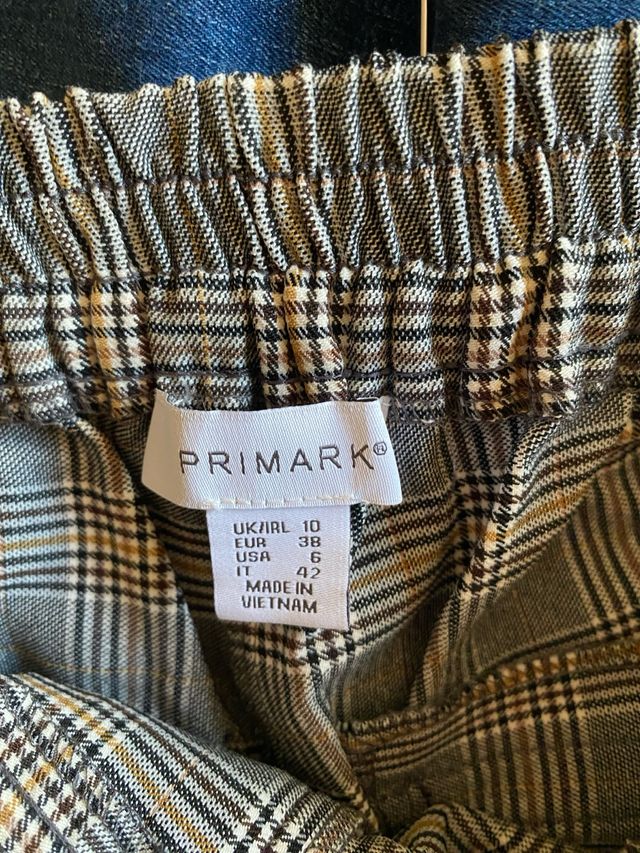 PRIMARK®
UK/IRL 10
EUR 38
USA 6
IT 42
MADE IN
VIETNAM